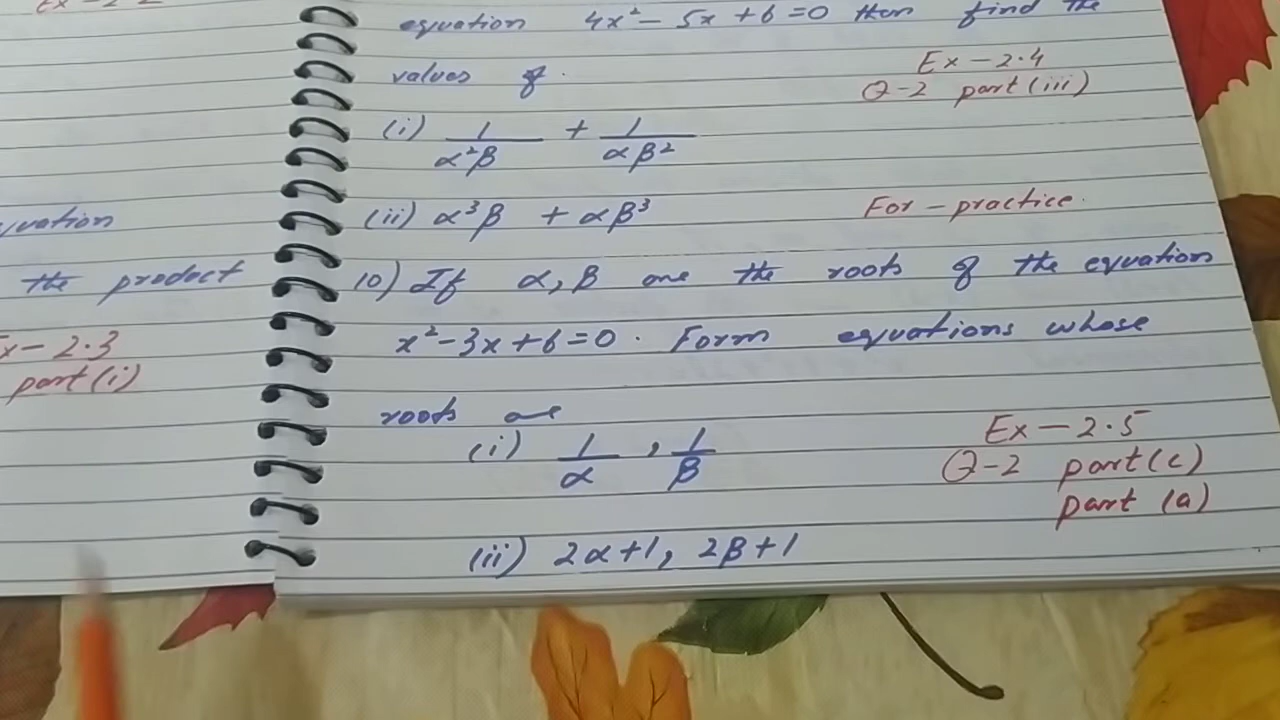 equation 4x² - 5x + 6 = 0 then find the
values of
Ex - 2.4
Q-2 part (iii)
(i) 1/α²β + 1/αβ²
(ii) α³β + αβ³
For - practice.
10) If α, β are the roots of the equation
x² - 3x + 6 = 0. Form equations whose
roots are
(i) 1/α , 1/β
Ex - 2.5
Q-2 part (c)
part (a)
(ii) 2α+1, 2β+1
the product
2.3
part (i)